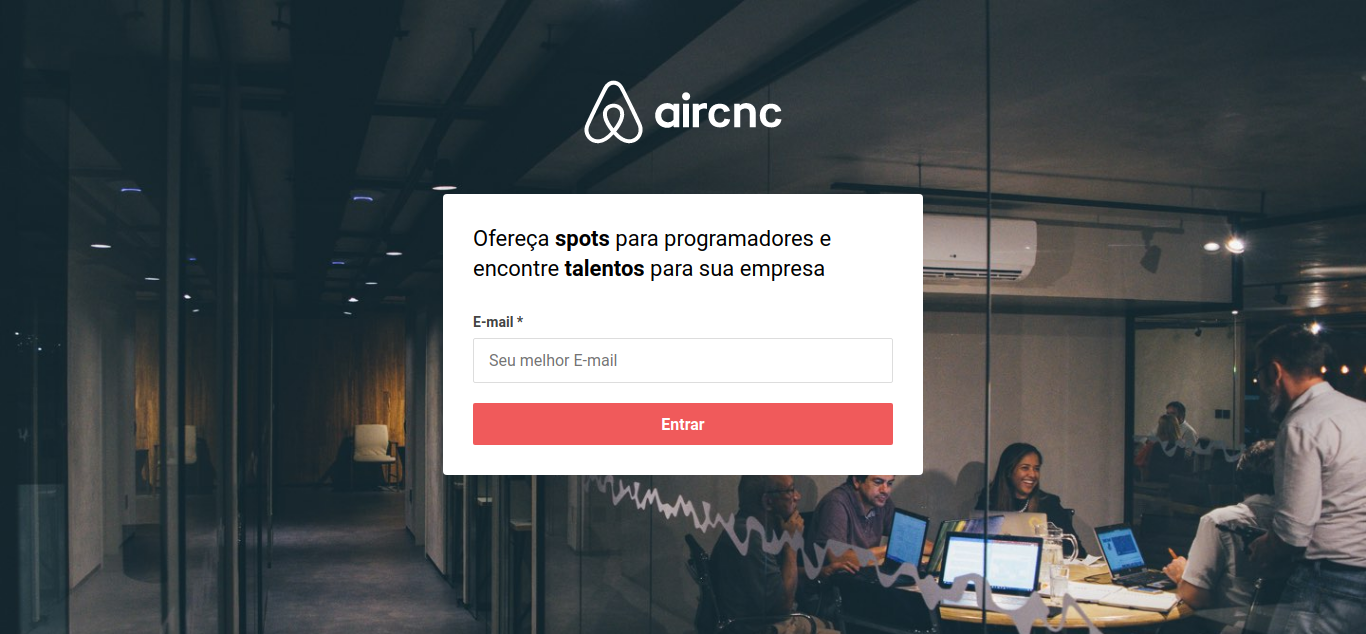 aircnc
Ofereça spots para programadores e
encontre talentos para sua empresa
E-mail *
Seu melhor E-mail
Entrar